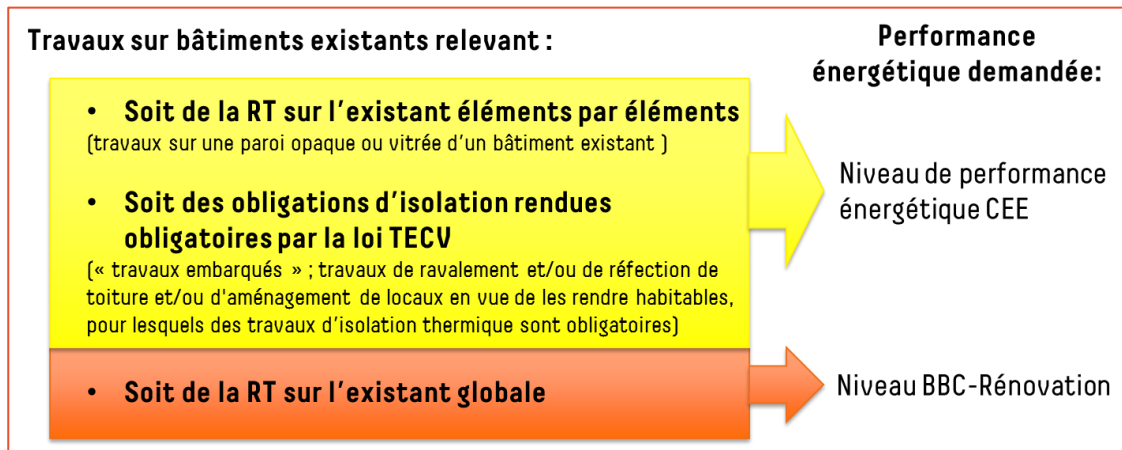 Travaux sur bâtiments existants relevant :
Performance
énergétique demandée:
• Soit de la RT sur l'existant éléments par éléments
(travaux sur une paroi opaque ou vitrée d'un bâtiment existant )
• Soit des obligations d'isolation rendues
obligatoires par la loi TECV
(« travaux embarqués » ; travaux de ravalement et/ou de réfection de
toiture et/ou d'aménagement de locaux en vue de les rendre habitables,
pour lesquels des travaux d'isolation thermique sont obligatoires)
Niveau de performance
énergétique CEE
• Soit de la RT sur l'existant globale
Niveau BBC-Rénovation